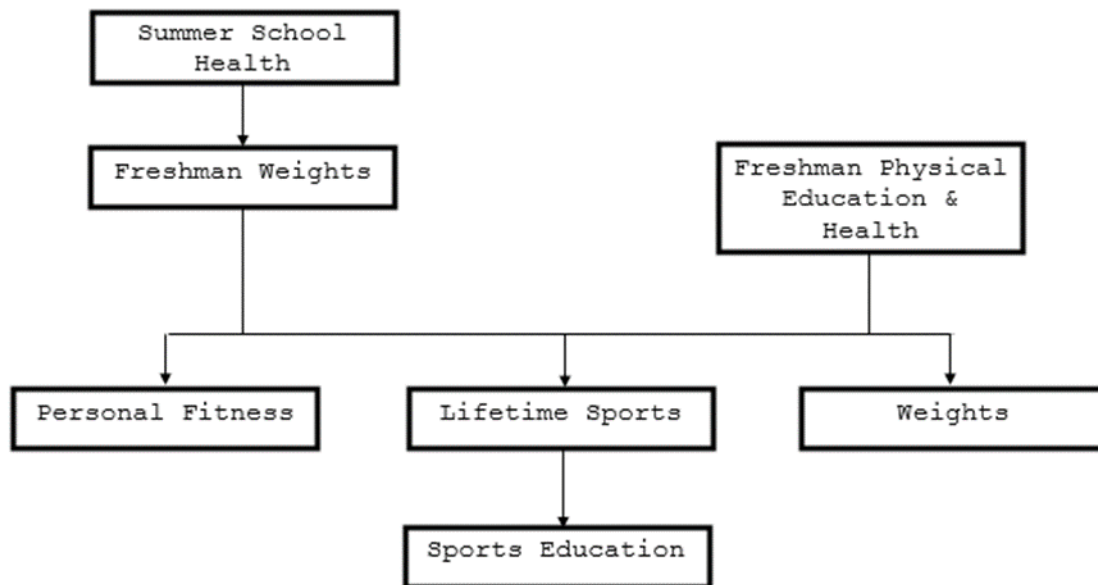 Summer School
Health
Freshman Weights
Freshman Physical
Education &
Health
Personal Fitness
Lifetime Sports
Weights
Sports Education